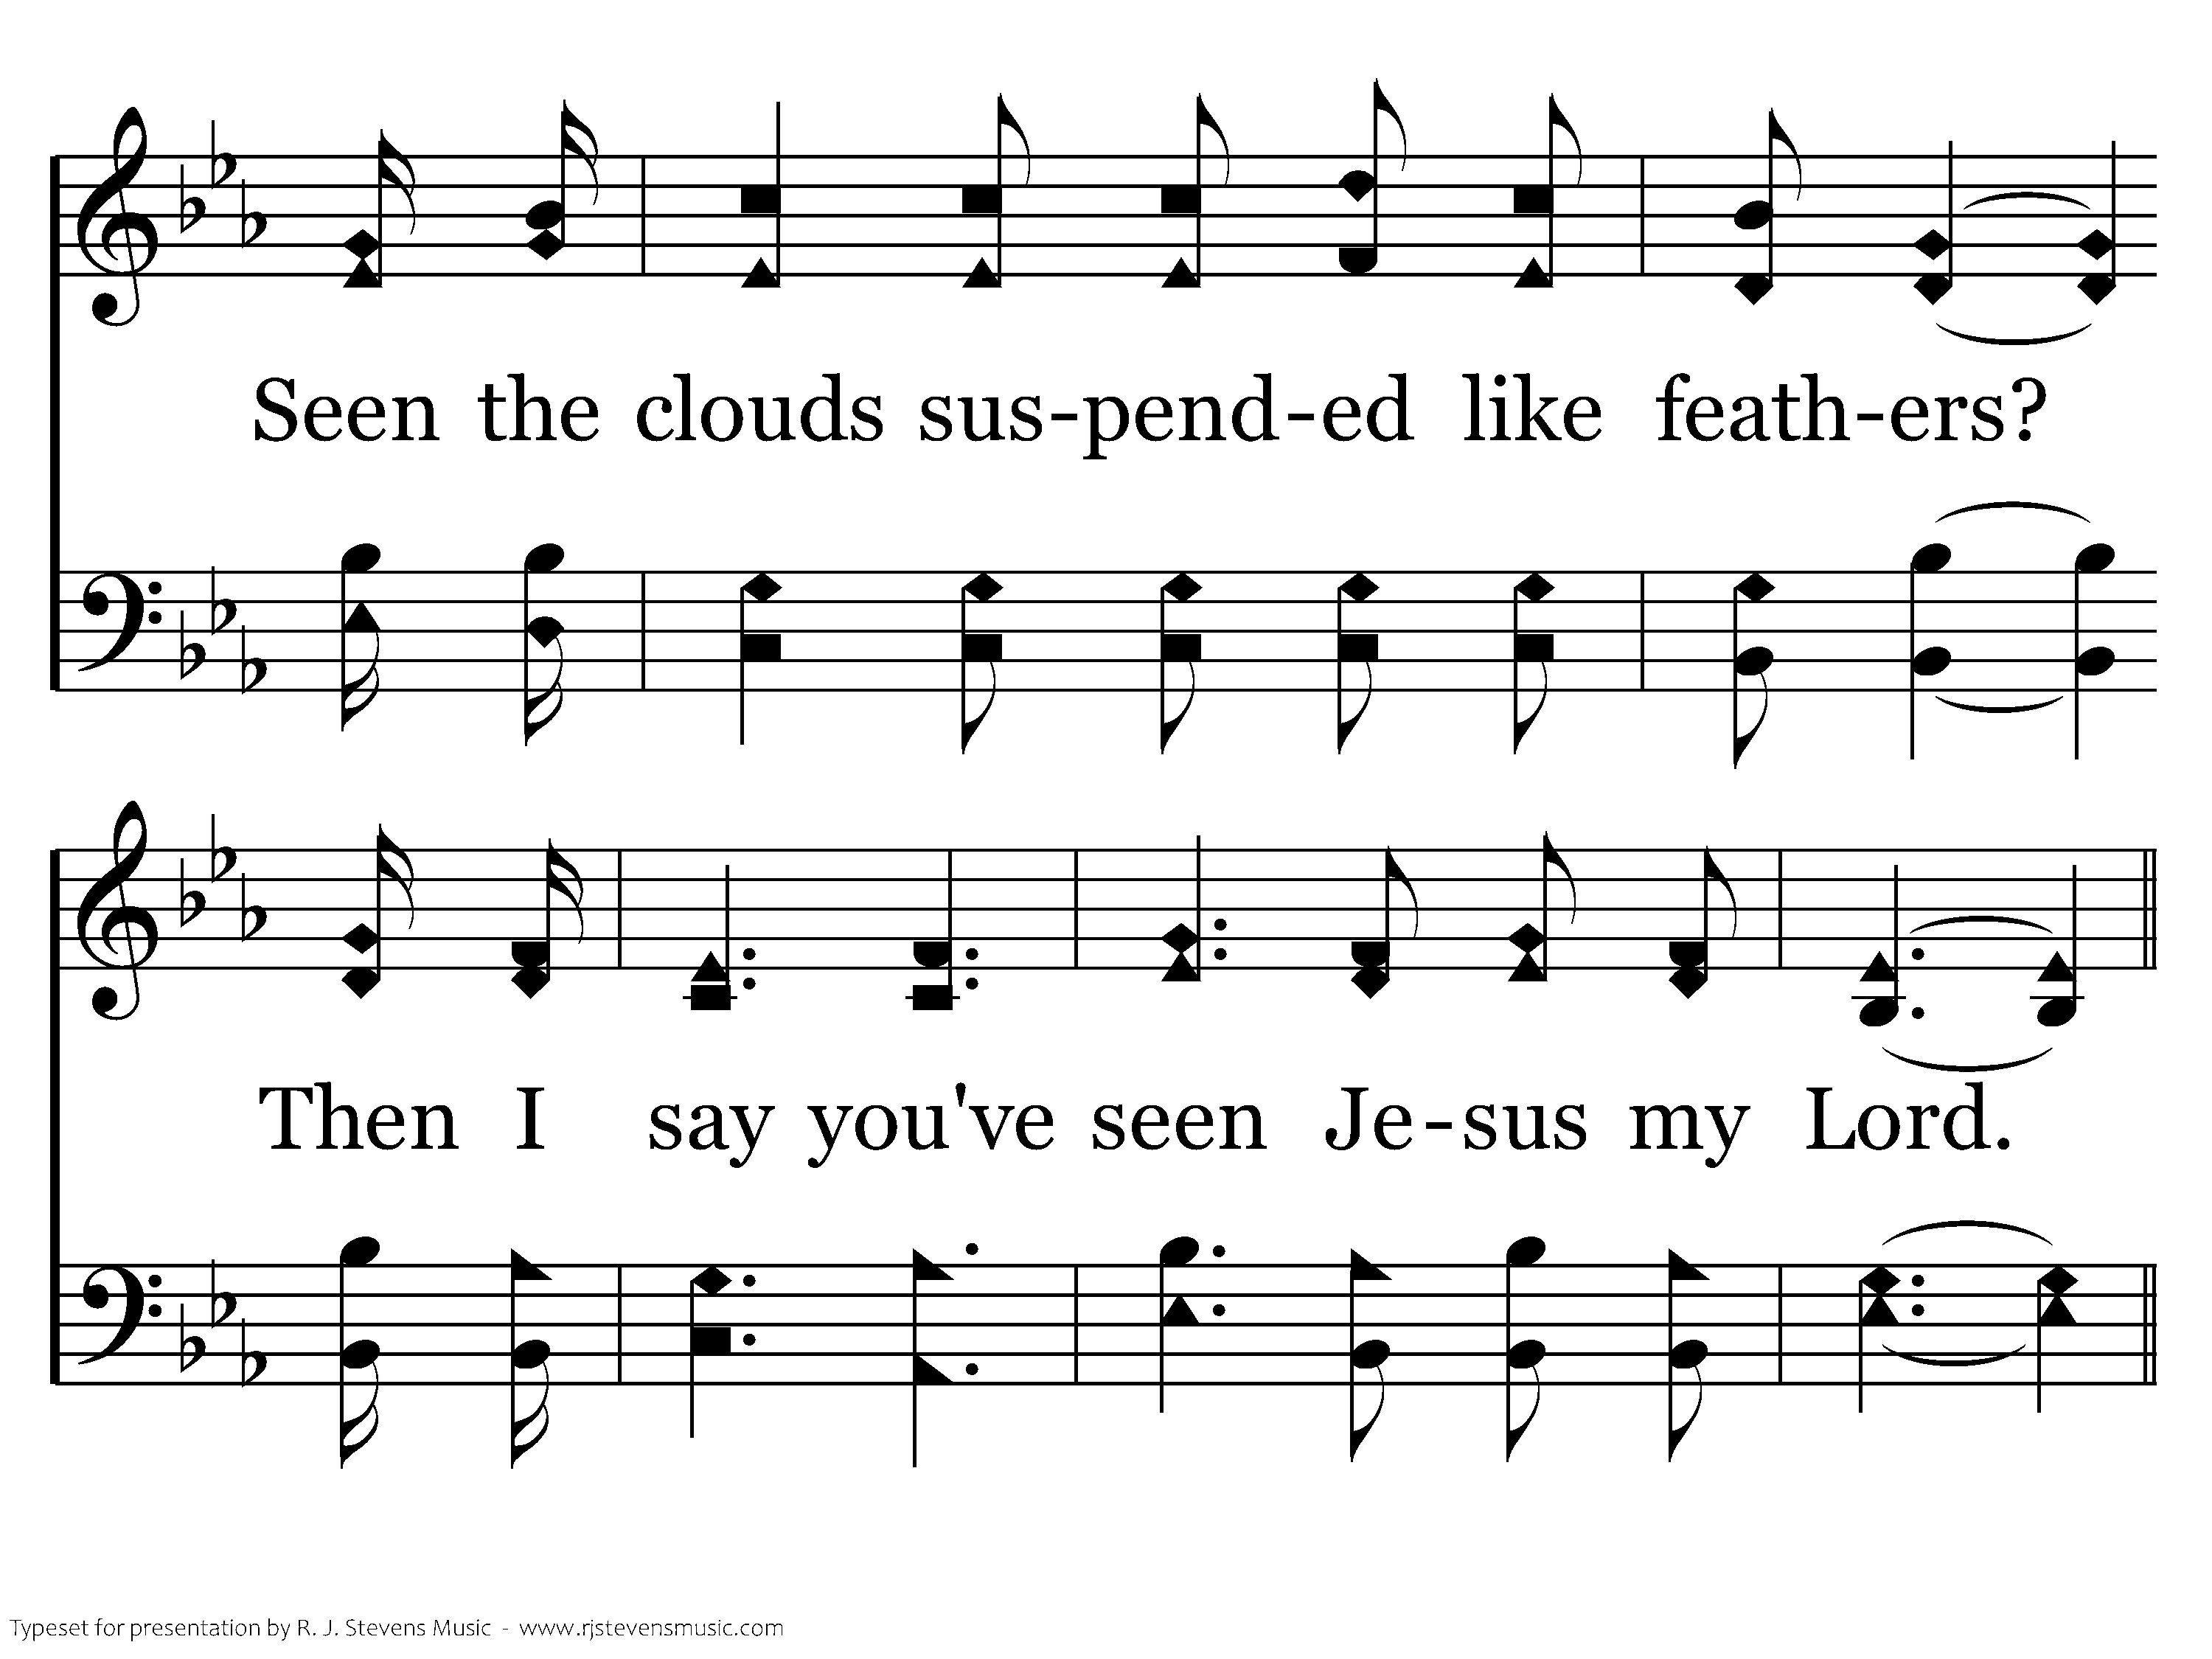 Seen the clouds sus-pend-ed like feath-ers?
Then I say you've seen Je-sus my Lord.
Typeset for presentation by R. J. Stevens Music - www.rjstevensmusic.com